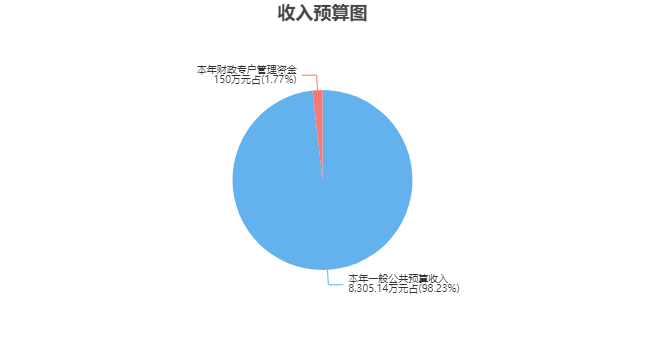 收入预算图
本年财政专户管理资金
150万元占(1.77%)
本年一般公共预算收入
8,305.14万元占(98.23%)